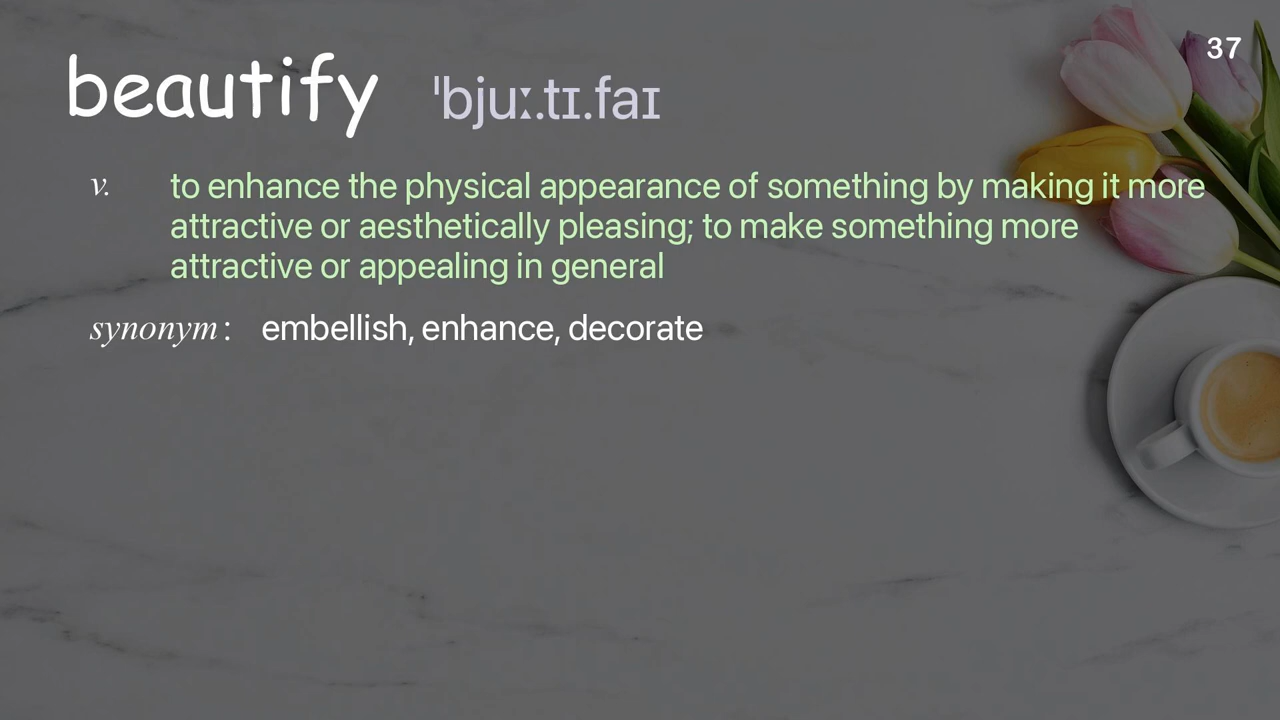 37
beautify ˈbjuː.tɪ.faɪ
v. to enhance the physical appearance of something by making it more
attractive or aesthetically pleasing; to make something more
attractive or appealing in general
synonym: embellish, enhance, decorate